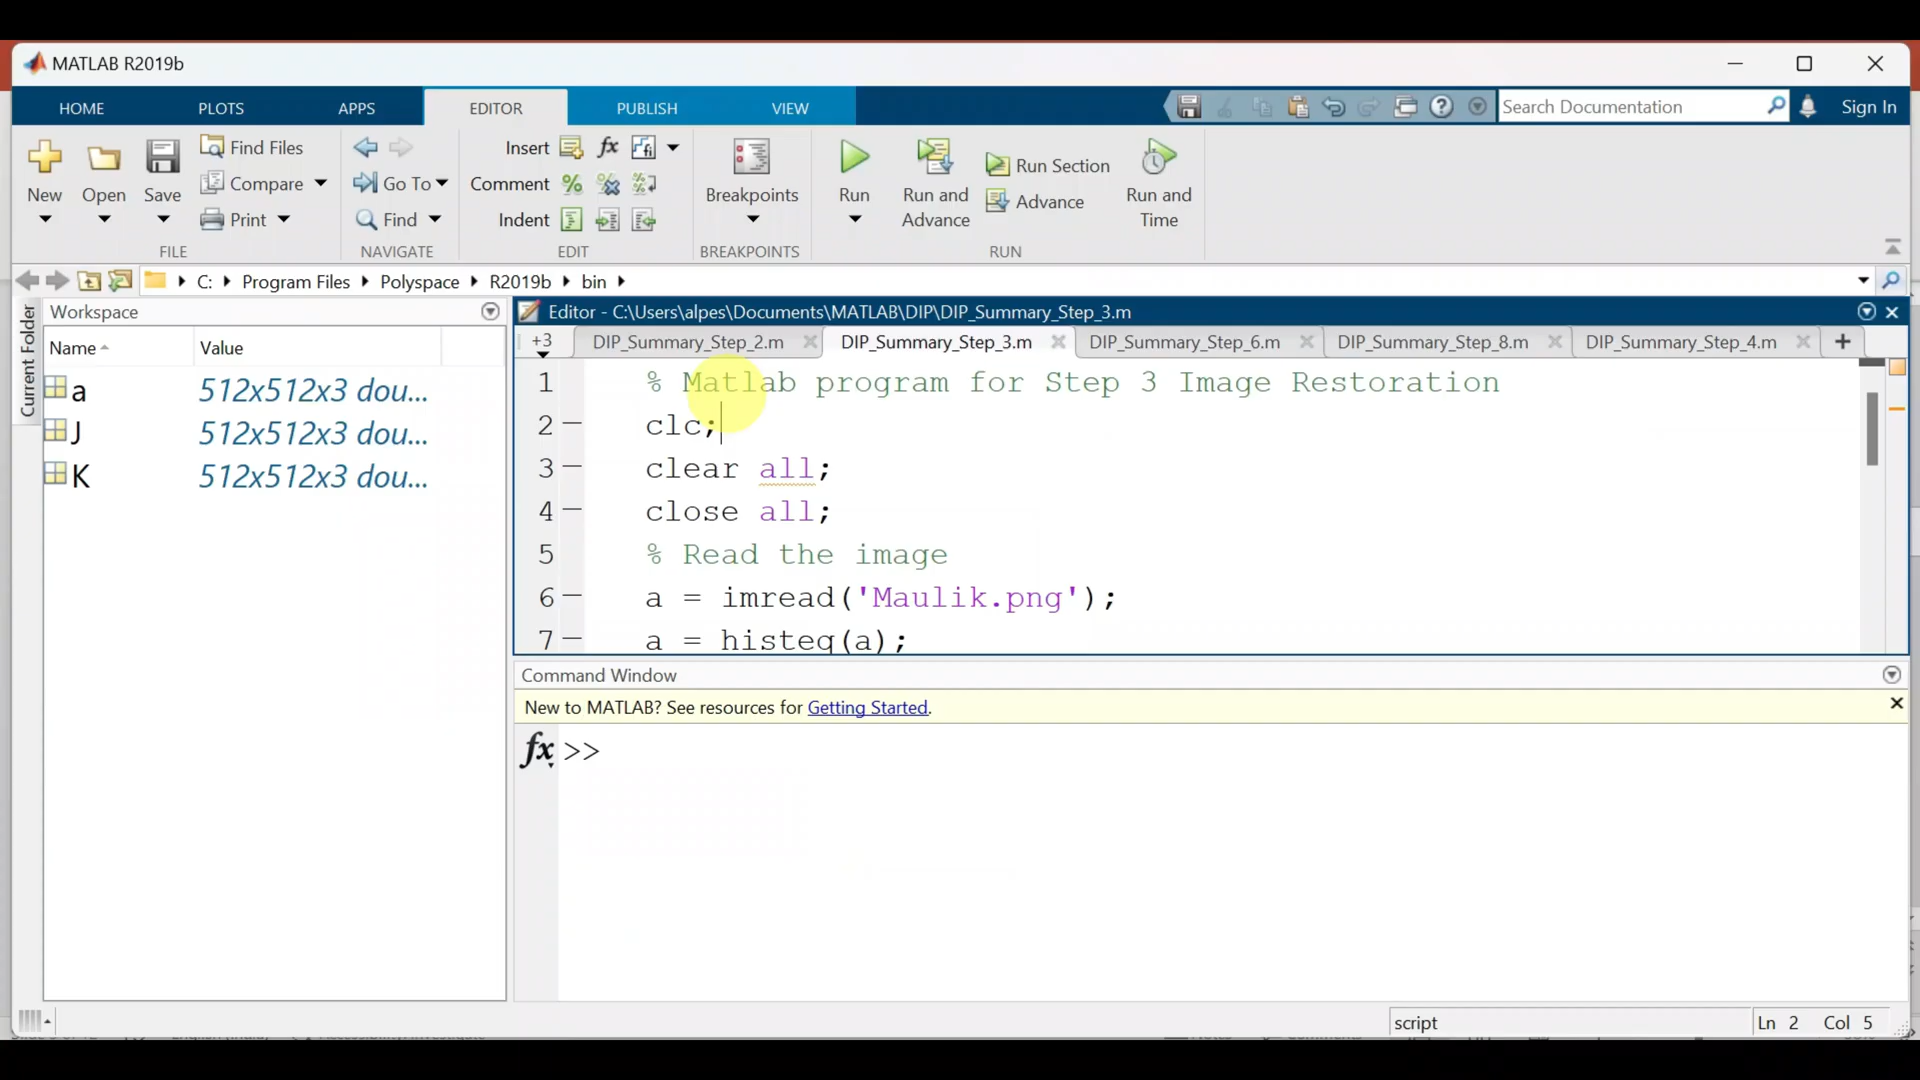 MATLAB R2019b
HOME PLOTS APPS EDITOR PUBLISH VIEW Search Documentation Sign In
New Open Save Find Files Compare Print
FILE
Go To Find
NAVIGATE
Insert fx
Comment %
Indent
EDIT
Breakpoints
BREAKPOINTS
Run Run and Advance Run Section Advance Run and Time
RUN
C: Program Files Polyspace R2019b bin
Current Folder
Workspace
Name Value
a 512x512x3 dou...
J 512x512x3 dou...
K 512x512x3 dou...
Editor - C:\Users\alpes\Documents\MATLAB\DIP\DIP_Summary_Step_3.m
+3 DIP_Summary_Step_2.m DIP_Summary_Step_3.m DIP_Summary_Step_6.m DIP_Summary_Step_8.m DIP_Summary_Step_4.m +
1 % Matlab program for Step 3 Image Restoration
2 clc;
3 clear all;
4 close all;
5 % Read the image
6 a = imread('Maulik.png');
7 a = histeq(a);
Command Window
New to MATLAB? See resources for Getting Started.
fx >>
script Ln 2 Col 5